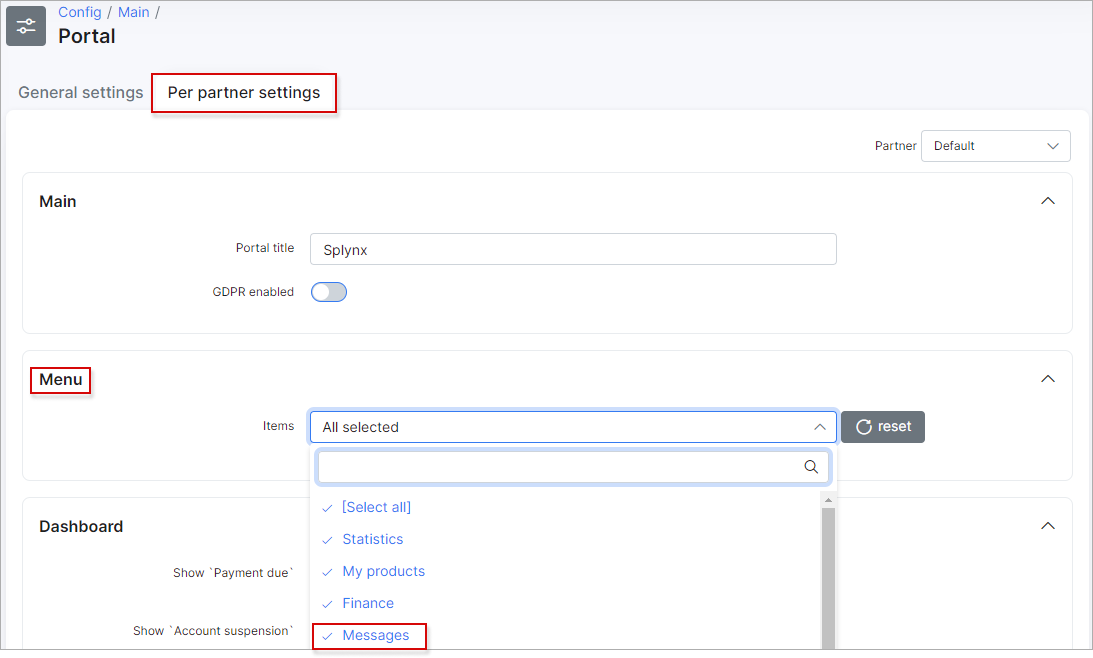 Config / Main /
Portal
General settings
Per partner settings
Partner
Default
Main
Portal title
Splynx
GDPR enabled
Menu
Items
All selected
reset
[Select all]
Statistics
My products
Finance
Messages
Dashboard
Show `Payment due`
Show `Account suspension`